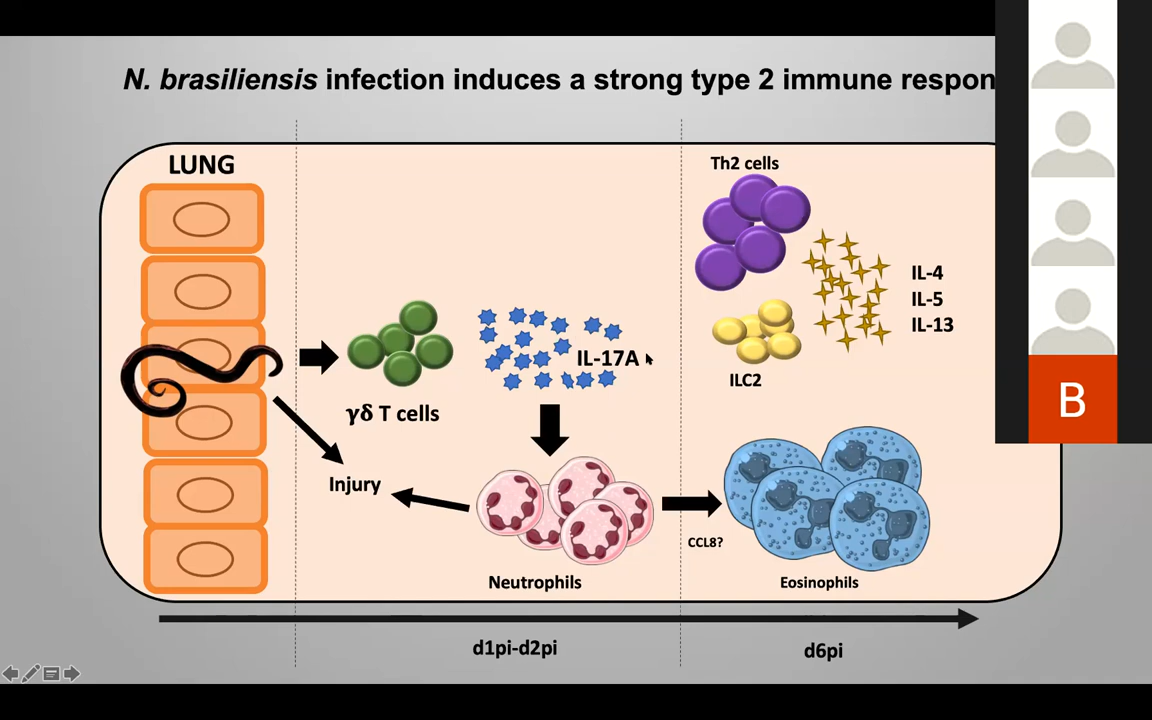 N. brasiliensis infection induces a strong type 2 immune respon
LUNG
Th2 cells
IL-4
IL-5
IL-13
IL-17A
ILC2
γδ T cells
Injury
CCL8?
Neutrophils
Eosinophils
d1pi-d2pi
d6pi
B